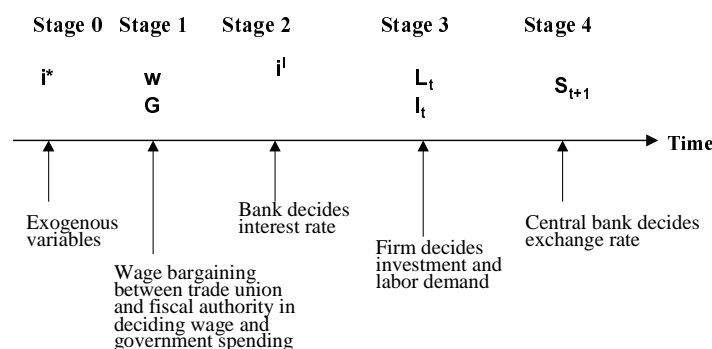 Stage 0 Stage 1 Stage 2 Stage 3 Stage 4
i* w i^l L_t S_{t+1}
G I_t
Time
Exogenous
variables
Wage bargaining
between trade union
and fiscal authority in
deciding wage and
government spending
Bank decides
interest rate
Firm decides
investment and
labor demand
Central bank decides
exchange rate